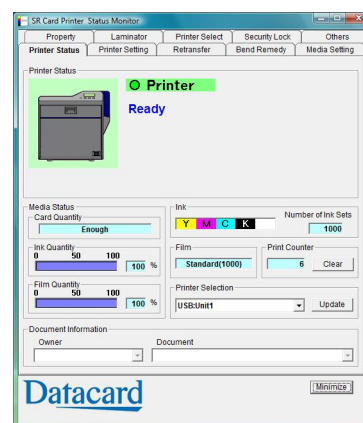 SR Card Printer Status Monitor
Property Laminator Printer Select Security Lock Others
Printer Status Printer Setting Retransfer Bend Remedy Media Setting
Printer Status
Printer
Ready
Media Status
Card Quantity
Enough
Ink
Y M C K
Number of Ink Sets
1000
Ink Quantity
0 50 100
100 %
Film
Standard(1000)
Print Counter
6 Clear
Film Quantity
0 50 100
100 %
Printer Selection
USB:Unit1 Update
Document Information
Owner Document
Datacard
Minimize